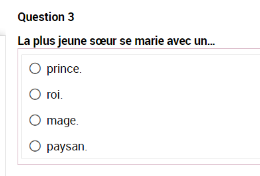 Question 3
La plus jeune sœur se marie avec un...
prince.
roi.
mage.
paysan.